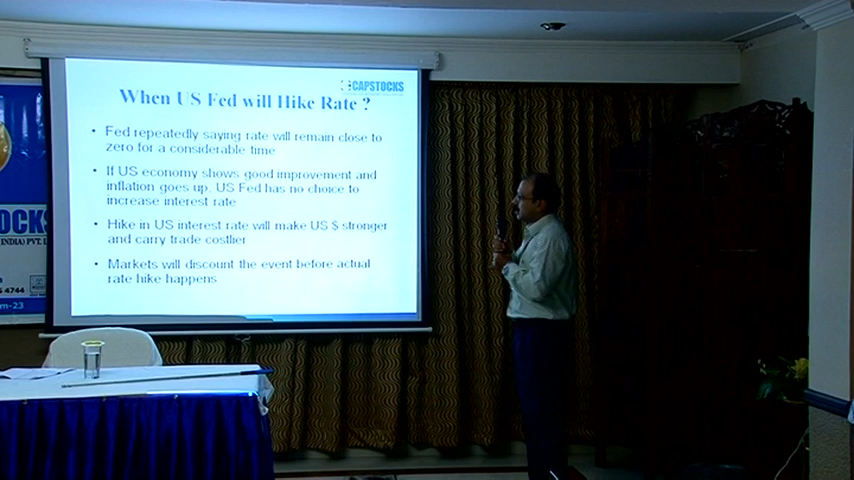 CAPSTOCKS
When US Fed will Hike Rate ?
• Fed repeatedly saying rate will remain close to
zero for a considerable time
• If US economy shows good improvement and
inflation goes up, US Fed has no choice to
increase interest rate
• Hike in US interest rate will make US $ stronger
and carry trade costlier
• Markets will discount the event before actual
rate hike happens
OCKS
(INDIA) PVT. L
4744
m-23